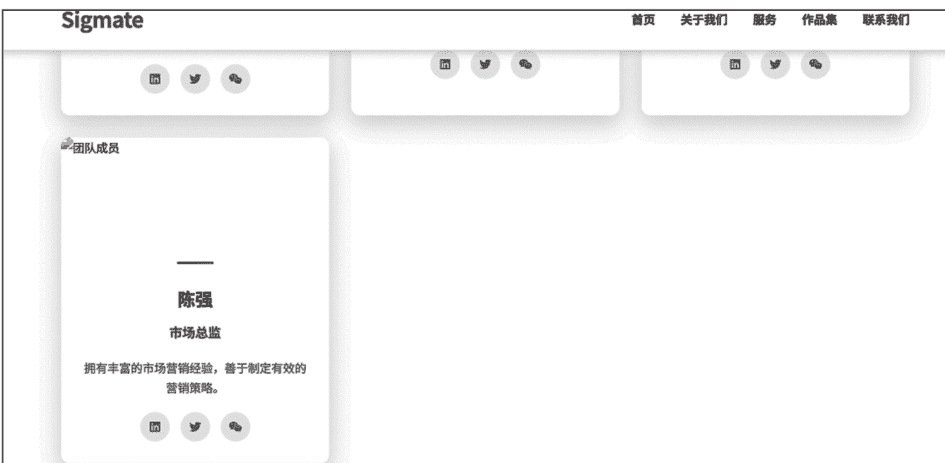 Sigmate
首页 关于我们 服务 作品集 联系我们
团队成员
陈强
市场总监
拥有丰富的市场营销经验，善于制定有效的
营销策略。